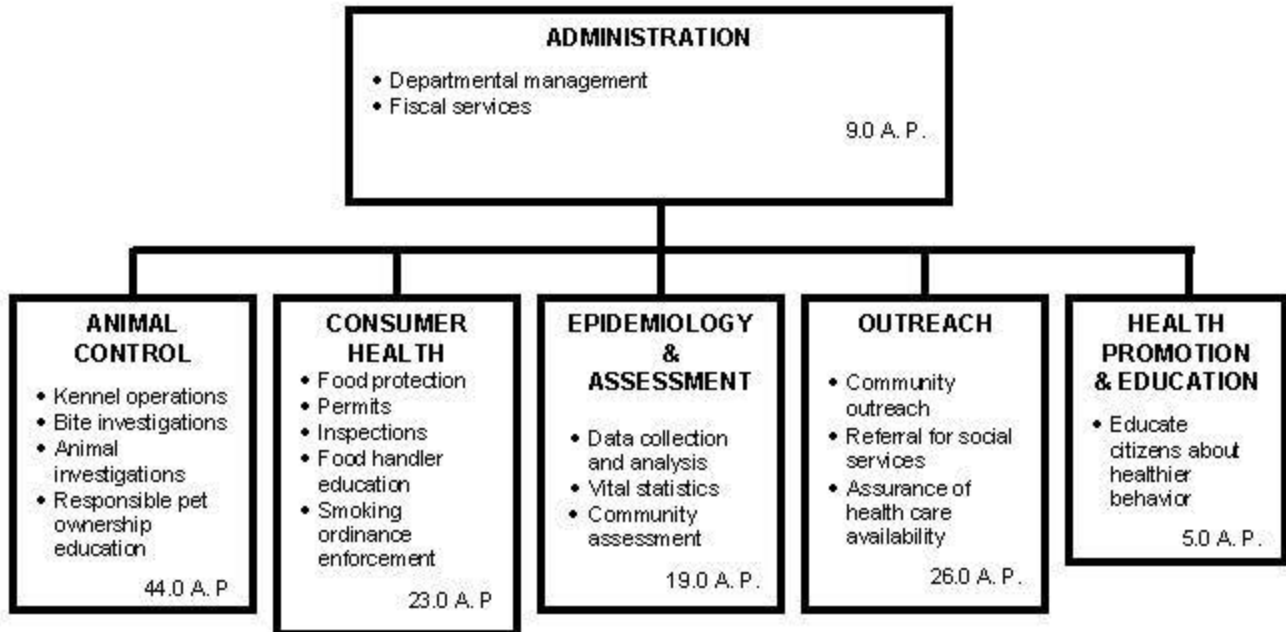 ADMINISTRATION
• Departmental management
• Fiscal services
9.0 A. P.
ANIMAL
CONTROL
• Kennel operations
• Bite investigations
• Animal
investigations
• Responsible pet
ownership
education
44.0 A. P
CONSUMER
HEALTH
• Food protection
• Permits
• Inspections
• Food handler
education
• Smoking
ordinance
enforcement
23.0 A. P
EPIDEMIOLOGY
&
ASSESSMENT
• Data collection
and analysis
• Vital statistics
• Community
assessment
19.0 A. P.
OUTREACH
• Community
outreach
• Referral for social
services
• Assurance of
health care
availability
26.0 A. P.
HEALTH
PROMOTION
& EDUCATION
• Educate
citizens about
healthier
behavior
5.0 A. P.